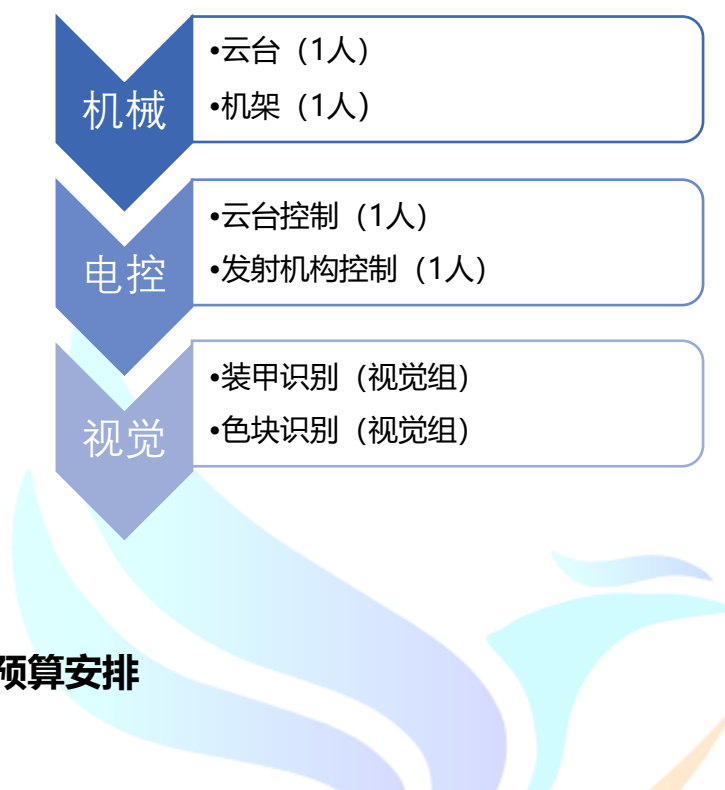 机械
•云台（1人）
•机架（1人）
电控
•云台控制（1人）
•发射机构控制（1人）
视觉
•装甲识别（视觉组）
•色块识别（视觉组）
预算安排